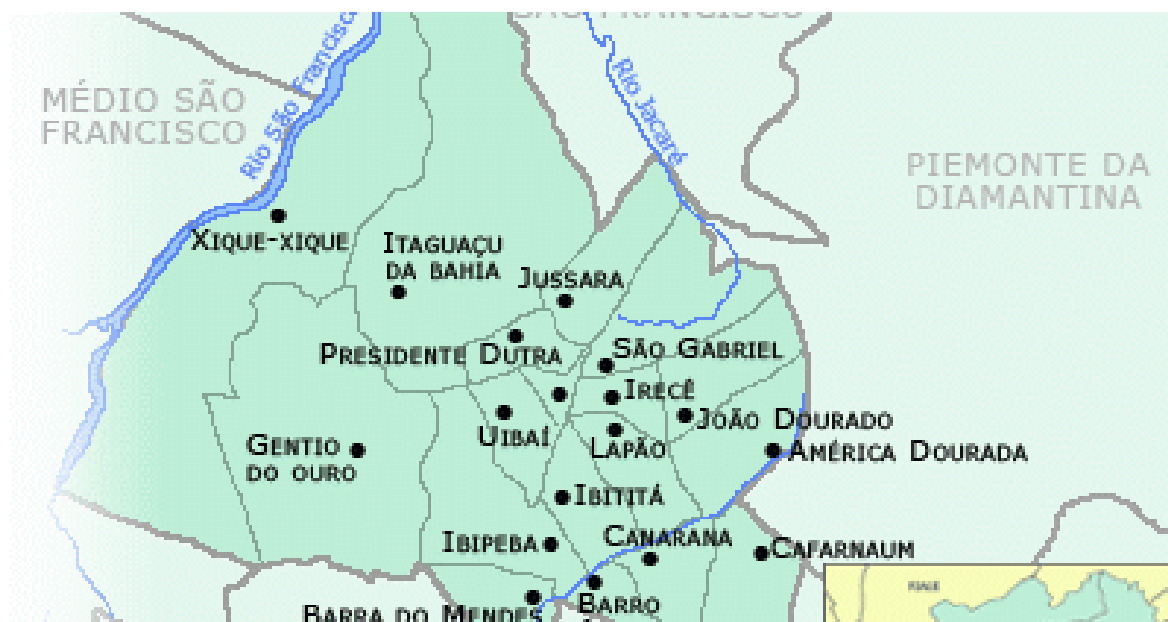 SÃO FRANCISCO
Rio São Francisco
Rio Jacaré
MÉDIO SÃO
FRANCISCO
PIEMONTE DA
DIAMANTINA
XIQUE-XIQUE
ITAGUAÇU
DA BAHIA
JUSSARA
PRESIDENTE DUTRA
SÃO GABRIEL
IRECÊ
JOÃO DOURADO
UIBAÍ
LAPÃO
GENTIO
DO OURO
AMÉRICA DOURADA
IBITITÁ
CANARANA
IBIPEBA
CAFARNAUM
BARRO
BARRA DO MENDES